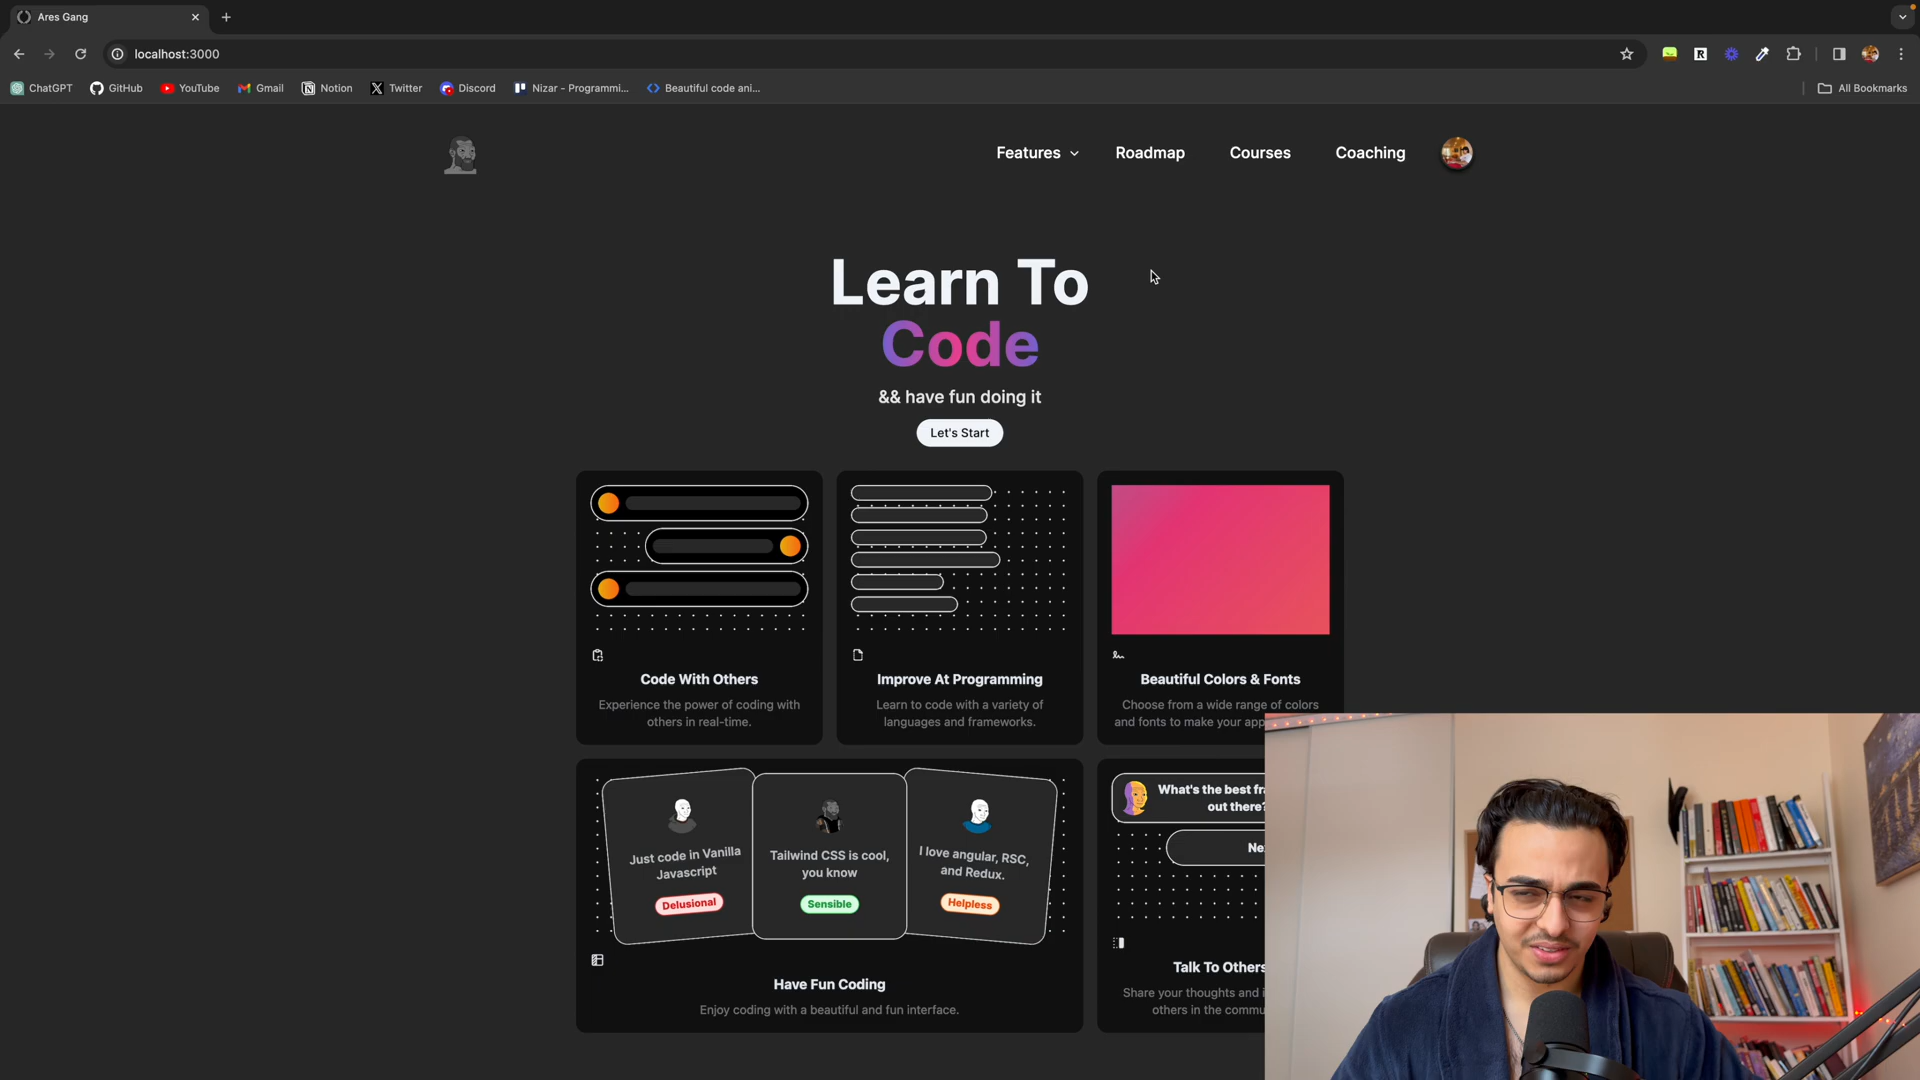 Ares Gang
localhost:3000
R
ChatGPT
GitHub
YouTube
Gmail
Notion
Twitter
Discord
Nizar - Programmi...
Beautiful code ani...
All Bookmarks
Features
Roadmap
Courses
Coaching
Learn To
Code
&& have fun doing it
Let's Start
Code With Others
Experience the power of coding with
others in real-time.
Improve At Programming
Learn to code with a variety of
languages and frameworks.
Beautiful Colors & Fonts
Choose from a wide range of colors
and fonts to make your app
Just code in Vanilla
Javascript
Delusional
Tailwind CSS is cool,
you know
Sensible
I love angular, RSC,
and Redux.
Helpless
Have Fun Coding
Enjoy coding with a beautiful and fun interface.
What's the best fra
out there?
Ne
Talk To Others
Share your thoughts and i
others in the commu